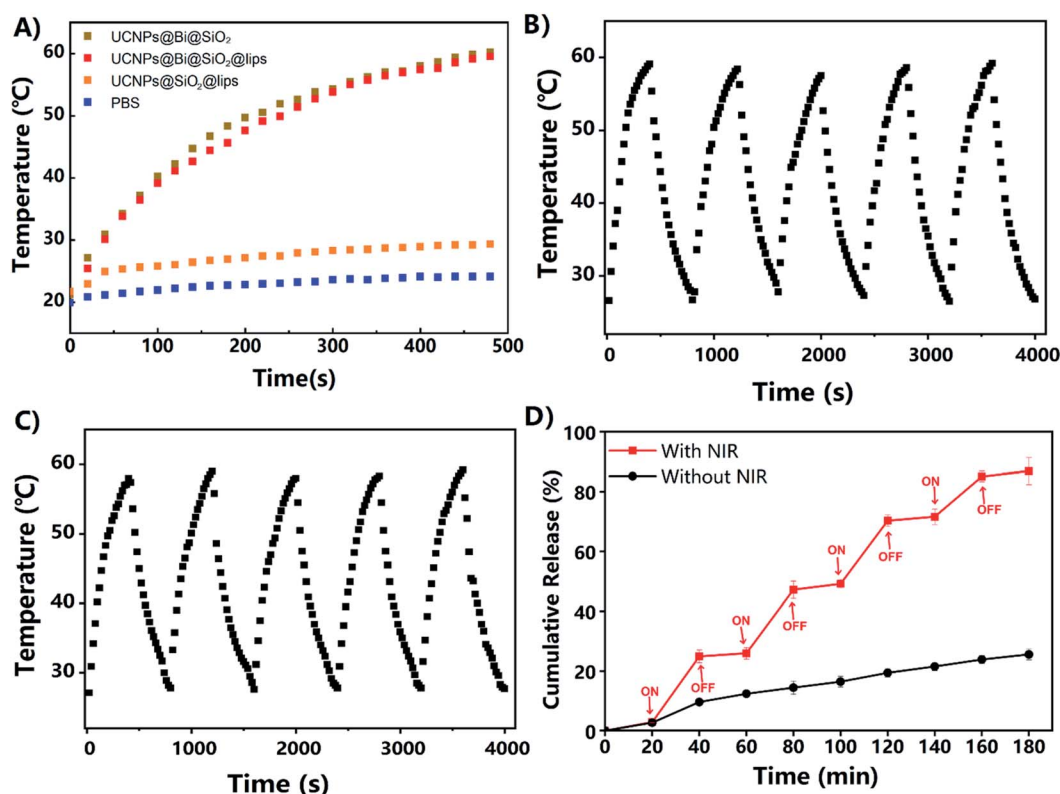 A)
UCNPs@Bi@SiO₂
UCNPs@Bi@SiO₂@lips
UCNPs@SiO₂@lips
PBS
Temperature (℃)
60
50
40
30
20
0 100 200 300 400 500
Time(s)
B)
Temperature (℃)
60
50
40
30
0 1000 2000 3000 4000
Time (s)
C)
Temperature (℃)
60
50
40
30
0 1000 2000 3000 4000
Time (s)
D)
Cumulative Release (%)
100
80
60
40
20
0
With NIR
Without NIR
ON
OFF
ON
OFF
ON
OFF
ON
OFF
0 20 40 60 80 100 120 140 160 180
Time (min)